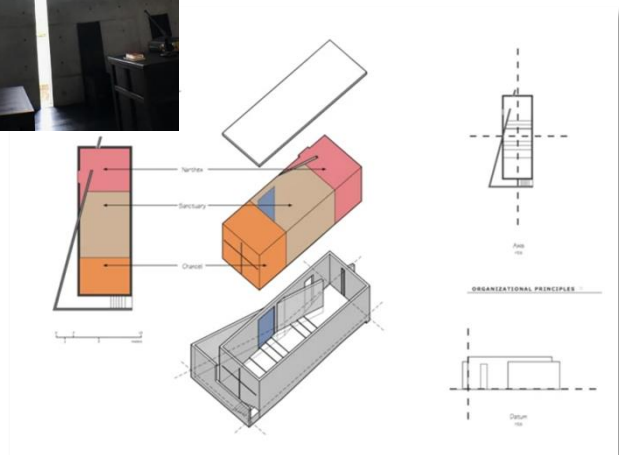 Narthex
Sanctuary
Chancel
Axis
ORGANIZATIONAL PRINCIPLES
Datum